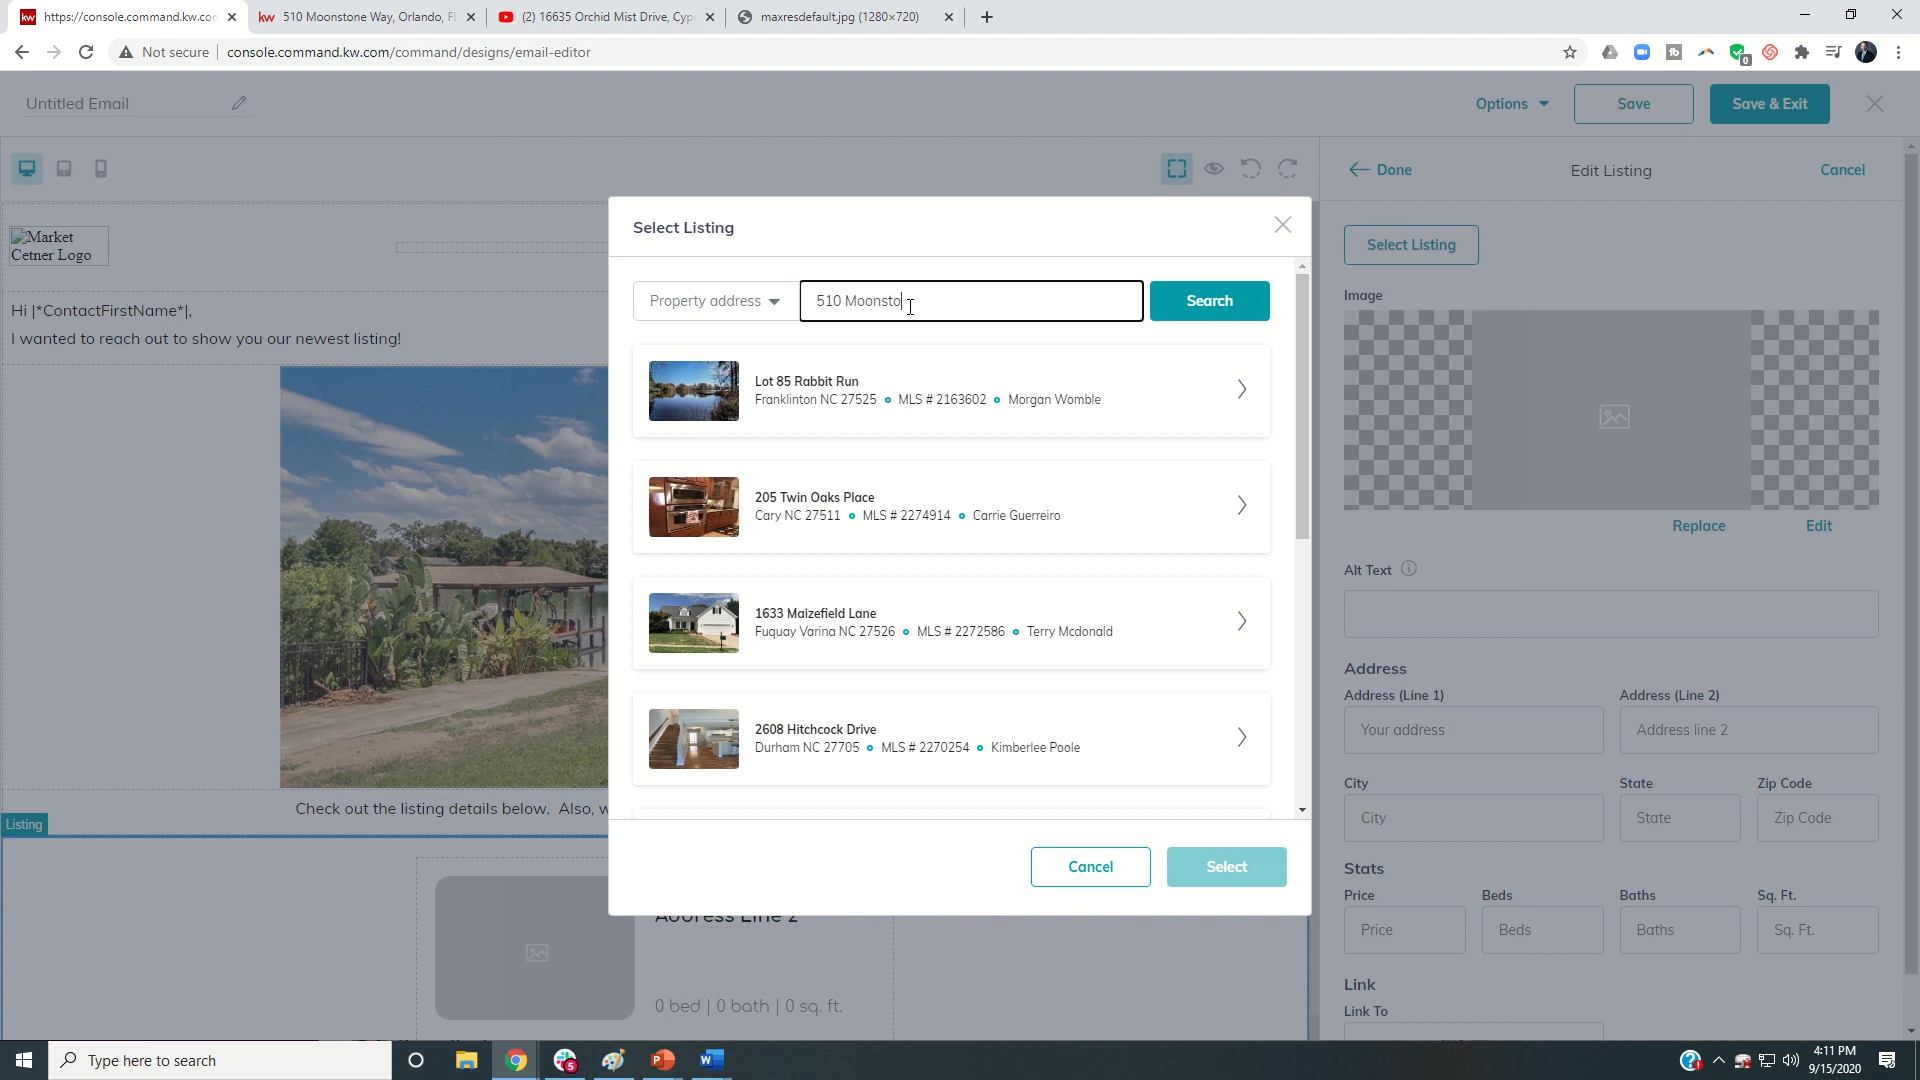 https://console.command.kw.con
kw 510 Moonstone Way, Orlando, F
(2) 16635 Orchid Mist Drive, Cyp
maxresdefault.jpg (1280×720)
Not secure
console.command.kw.com/command/designs/email-editor
Untitled Email
Options
Save
Save & Exit
Done
Edit Listing
Cancel
Market
Cetner Logo
Hi |*ContactFirstName*|,
I wanted to reach out to show you our newest listing!
Check out the listing details below. Also, w
Listing
Address Line 2
0 bed | 0 bath | 0 sq. ft.
Select Listing
Property address
510 Moonsto
Search
Lot 85 Rabbit Run
Franklinton NC 27525 MLS # 2163602 Morgan Womble
205 Twin Oaks Place
Cary NC 27511 MLS # 2274914 Carrie Guerreiro
1633 Maizefield Lane
Fuquay Varina NC 27526 MLS # 2272586 Terry Mcdonald
2608 Hitchcock Drive
Durham NC 27705 MLS # 2270254 Kimberlee Poole
Cancel
Select
Select Listing
Image
Replace
Edit
Alt Text
Address
Address (Line 1)
Address (Line 2)
Your address
Address line 2
City
State
Zip Code
City
State
Zip Code
Stats
Price
Beds
Baths
Sq. Ft.
Price
Beds
Baths
Sq. Ft.
Link
Link To
Type here to search
4:11 PM
9/15/2020